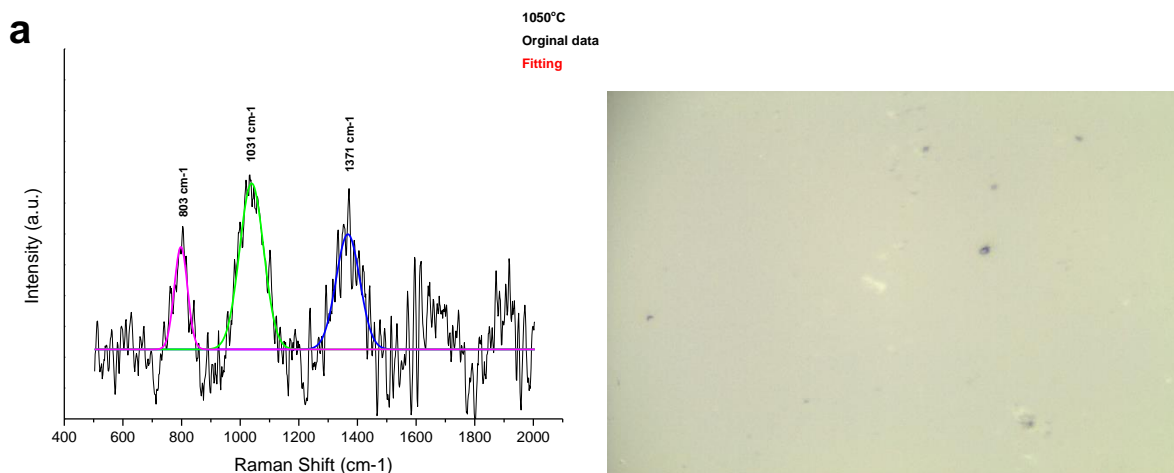 a
1050°C
Orginal data
Fitting
803 cm-1
1031 cm-1
1371 cm-1
Intensity (a.u.)
400 600 800 1000 1200 1400 1600 1800 2000
Raman Shift (cm-1)